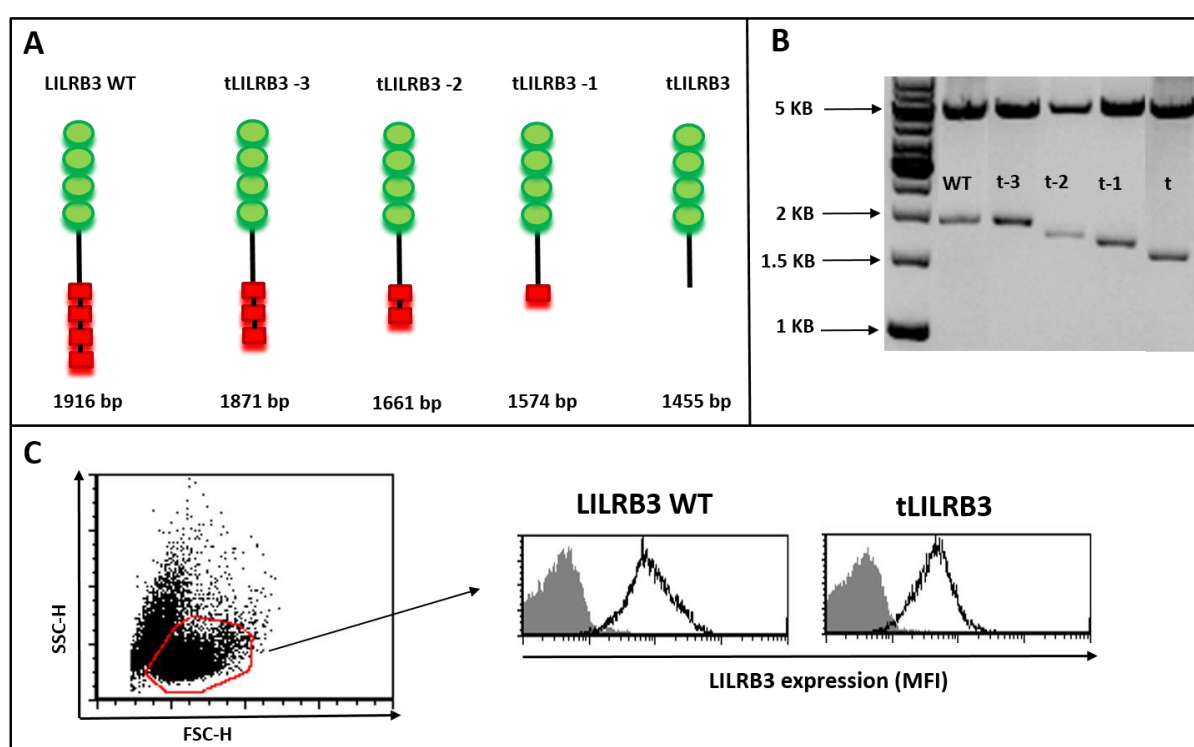 A
LILRB3 WT tLILRB3 -3 tLILRB3 -2 tLILRB3 -1 tLILRB3
1916 bp 1871 bp 1661 bp 1574 bp 1455 bp
B
5 KB
WT t-3 t-2 t-1 t
2 KB
1.5 KB
1 KB
C
SSC-H
FSC-H
LILRB3 WT tLILRB3
LILRB3 expression (MFI)